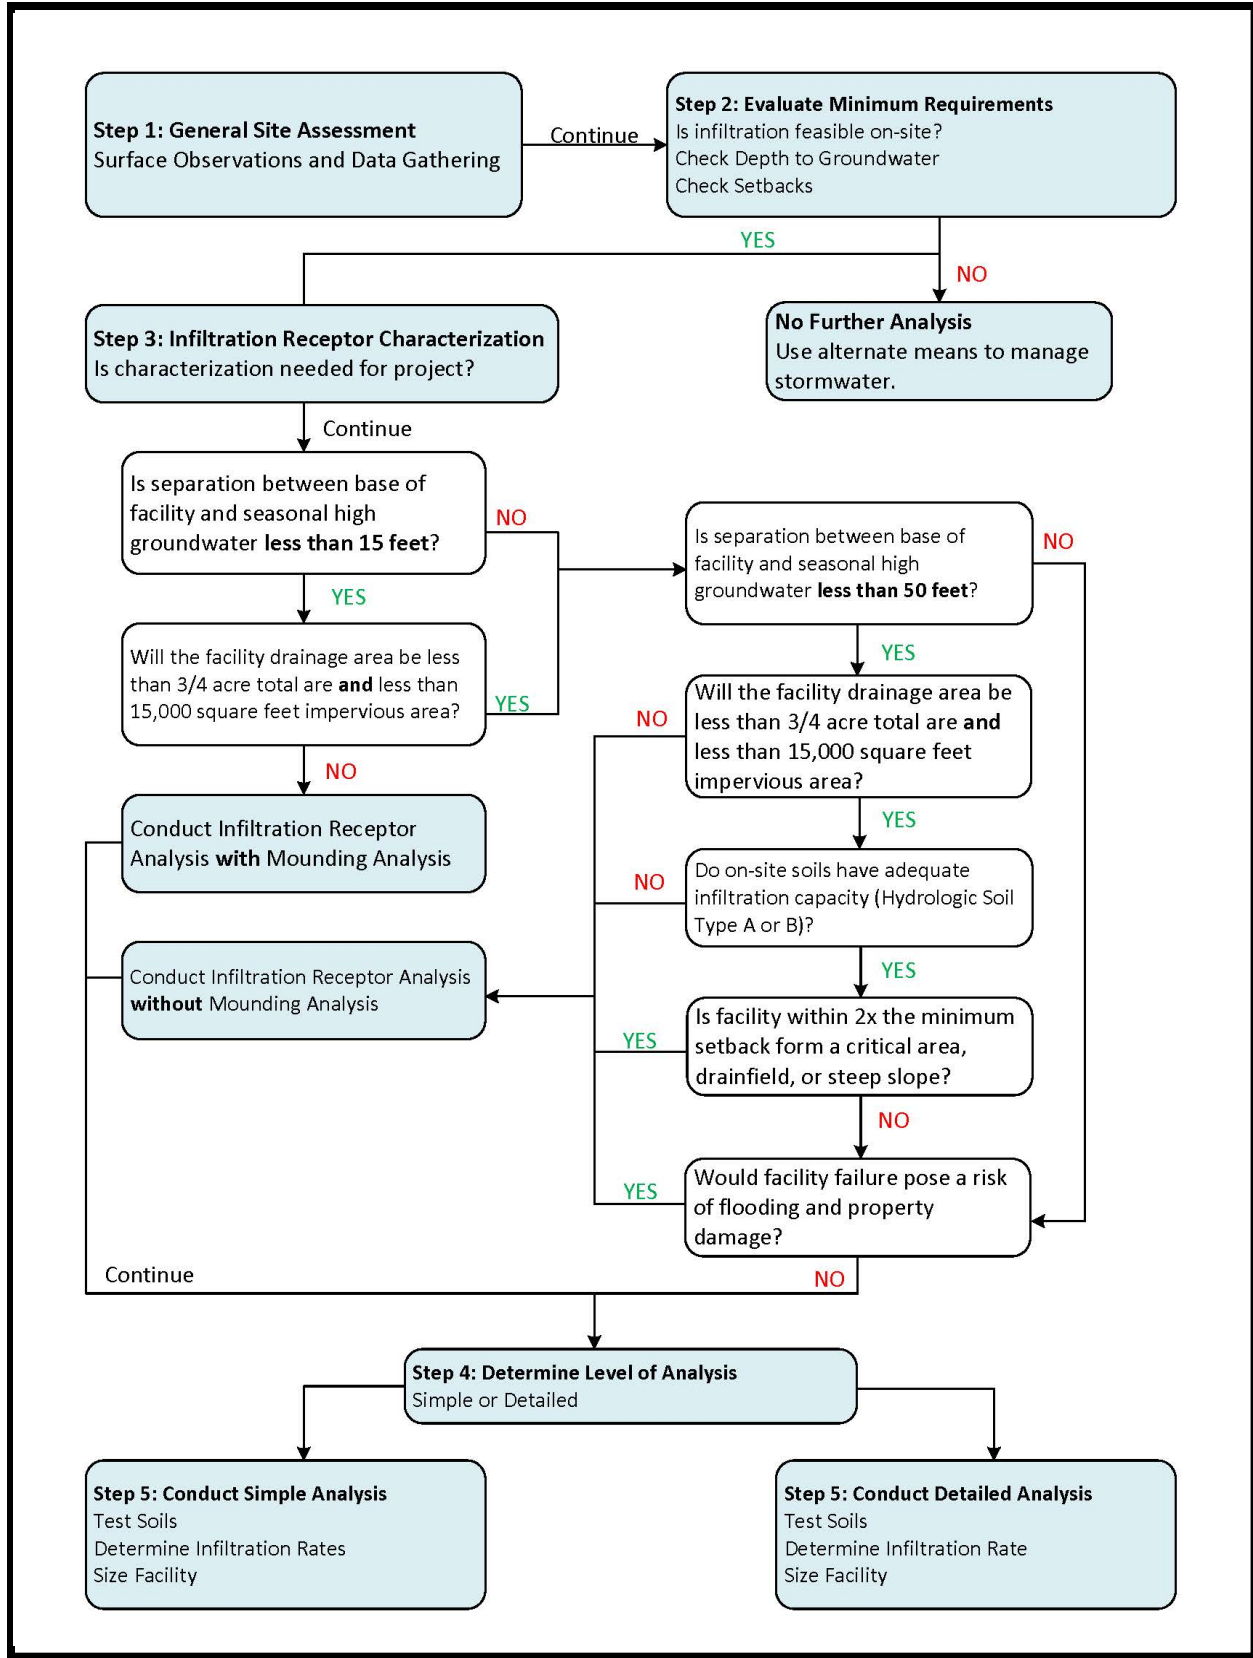 Step 1: General Site Assessment
Surface Observations and Data Gathering
Continue
Step 2: Evaluate Minimum Requirements
Is infiltration feasible on-site?
Check Depth to Groundwater
Check Setbacks
YES
NO
No Further Analysis
Use alternate means to manage
stormwater.
Step 3: Infiltration Receptor Characterization
Is characterization needed for project?
Continue
Is separation between base of
facility and seasonal high
groundwater less than 15 feet?
NO
YES
Will the facility drainage area be less
than 3/4 acre total are and less than
15,000 square feet impervious area?
YES
NO
Conduct Infiltration Receptor
Analysis with Mounding Analysis
Conduct Infiltration Receptor Analysis
without Mounding Analysis
Is separation between base of
facility and seasonal high
groundwater less than 50 feet?
NO
YES
Will the facility drainage area be
less than 3/4 acre total are and
less than 15,000 square feet
impervious area?
NO
YES
Do on-site soils have adequate
infiltration capacity (Hydrologic Soil
Type A or B)?
NO
YES
Is facility within 2x the minimum
setback form a critical area,
drainfield, or steep slope?
YES
NO
Would facility failure pose a risk
of flooding and property
damage?
YES
NO
Continue
Step 4: Determine Level of Analysis
Simple or Detailed
Step 5: Conduct Simple Analysis
Test Soils
Determine Infiltration Rates
Size Facility
Step 5: Conduct Detailed Analysis
Test Soils
Determine Infiltration Rate
Size Facility